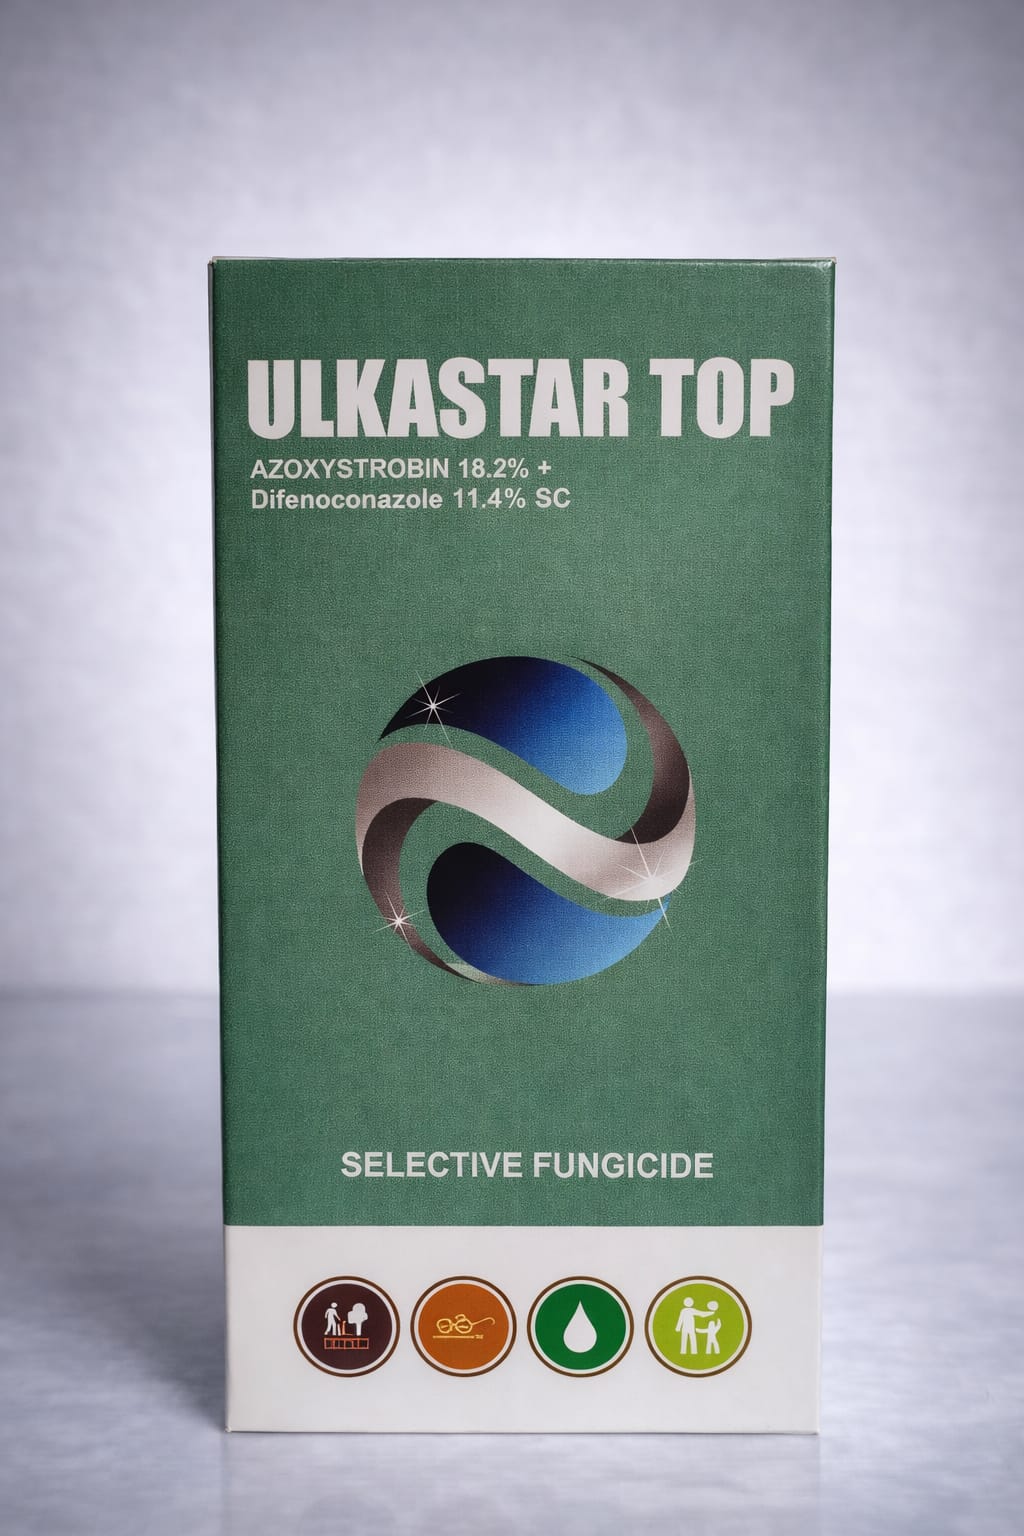 ULKASTAR TOP
AZOXYSTROBIN 18.2% +
Difenoconazole 11.4% SC
SELECTIVE FUNGICIDE